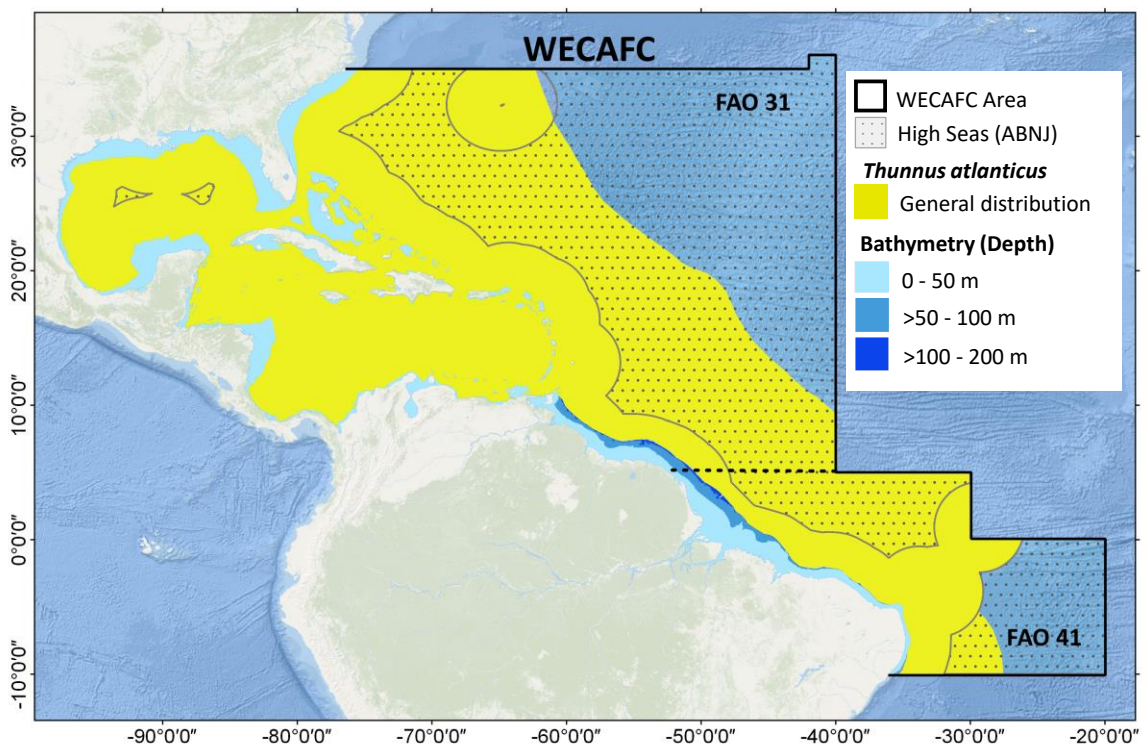 WECAFC
FAO 31
WECAFC Area
High Seas (ABNJ)
Thunnus atlanticus
General distribution
Bathymetry (Depth)
0 - 50 m
>50 - 100 m
>100 - 200 m
FAO 41
30°0'0"
20°0'0"
10°0'0"
0°0'0"
-10°0'0"
-90°0'0"
-80°0'0"
-70°0'0"
-60°0'0"
-50°0'0"
-40°0'0"
-30°0'0"
-20°0'0"